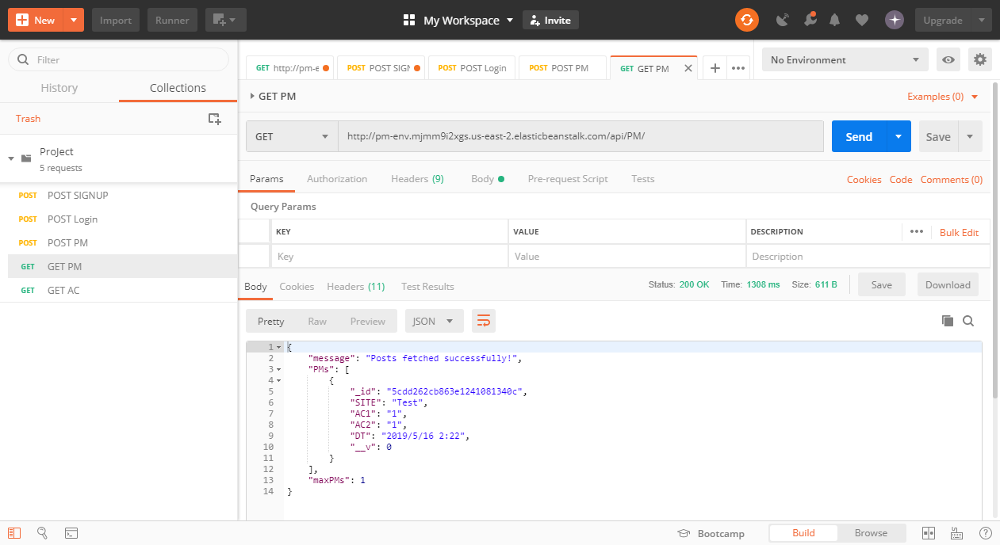 New Import Runner My Workspace Invite Upgrade
Filter
History Collections
Trash
ProJect
5 requests
POST POST SIGNUP
POST POST Login
POST POST PM
GET GET PM
GET GET AC
GET http://pm-e POST POST SIGN POST POST Login POST POST PM GET GET PM No Environment
GET PM Examples (0)
GET http://pm-env.mjmm9i2xgs.us-east-2.elasticbeanstalk.com/api/PM/ Send Save
Params Authorization Headers (9) Body Pre-request Script Tests Cookies Code Comments (0)
Query Params
KEY VALUE DESCRIPTION Bulk Edit
Key Value Description
Body Cookies Headers (11) Test Results Status: 200 OK Time: 1308 ms Size: 611 B Save Download
Pretty Raw Preview JSON
1 {
2 "message": "Posts fetched successfully!",
3 "PMs": [
4 {
5 "_id": "5cdd262cb863e1241081340c",
6 "SITE": "Test",
7 "AC1": "1",
8 "AC2": "1",
9 "DT": "2019/5/16 2:22",
10 "__v": 0
11 }
12 ],
13 "maxPMs": 1
14 }
Bootcamp Build Browse